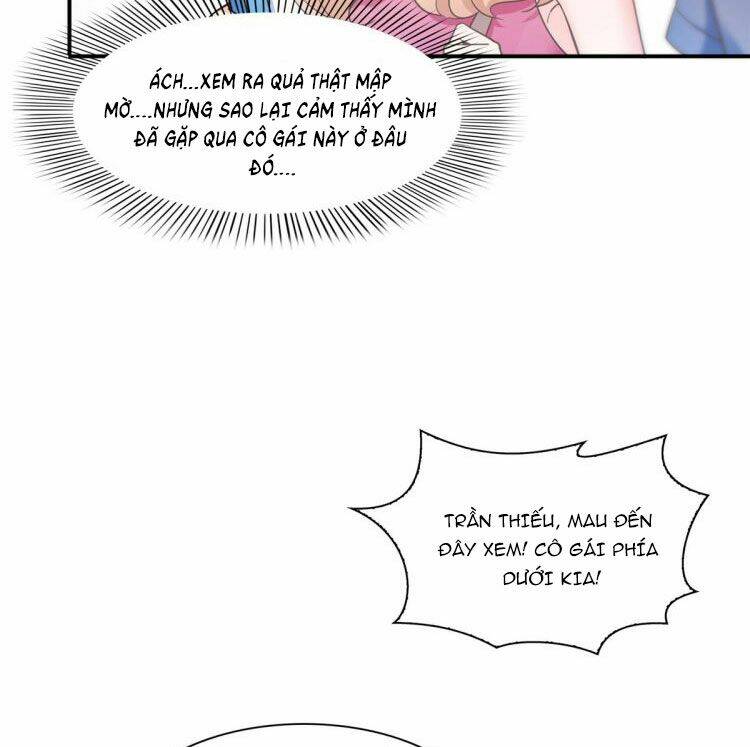 ÁCH...XEM RA QUẢ THẬT MẬP
MỜ....NHƯNG SAO LẠI CẢM THẤY MÌNH
ĐÃ GẶP QUA CÔ GÁI NÀY Ở ĐÂU
ĐÓ....
TRẦN THIẾU, MAU ĐẾN
ĐÂY XEM! CÔ GÁI PHÍA
DƯỚI KIA!